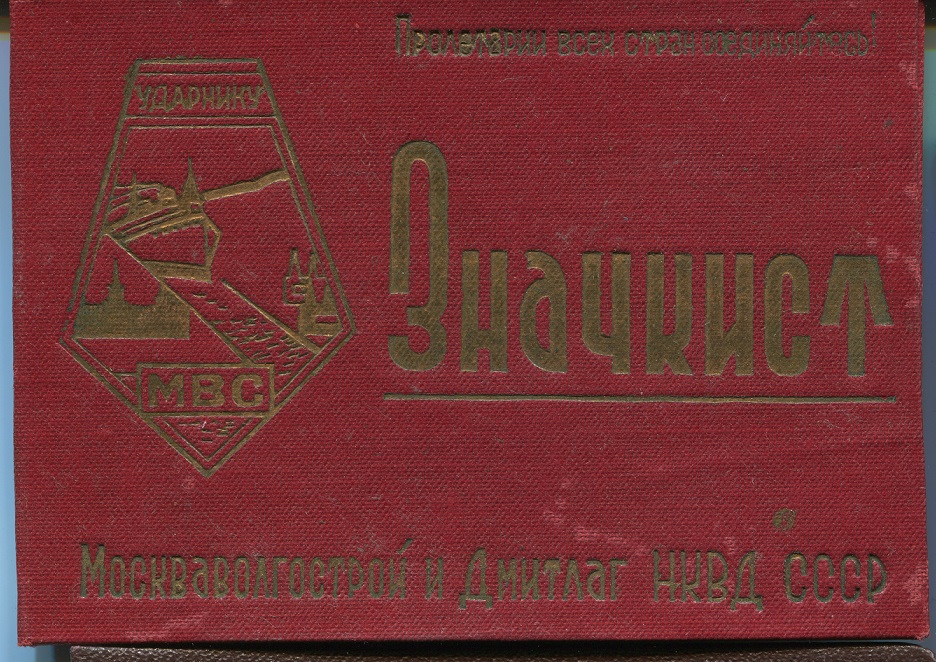 Пролетарии всех стран соединяйтесь!
УДАРНИКУ
Значкист
МВС
Москваволгострой и Дмитлаг НКВД СССР